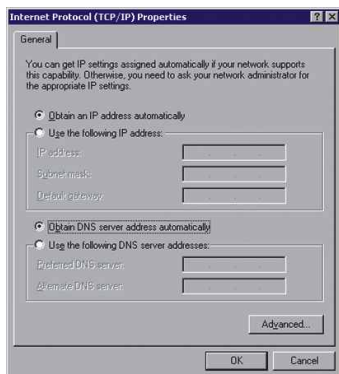 Internet Protocol (TCP/IP) Properties
General
You can get IP settings assigned automatically if your network supports
this capability. Otherwise, you need to ask your network administrator for
the appropriate IP settings.
Obtain an IP address automatically
Use the following IP address:
IP address:
Subnet mask:
Default gateway:
Obtain DNS server address automatically
Use the following DNS server addresses:
Preferred DNS server:
Alternate DNS server:
Advanced...
OK Cancel